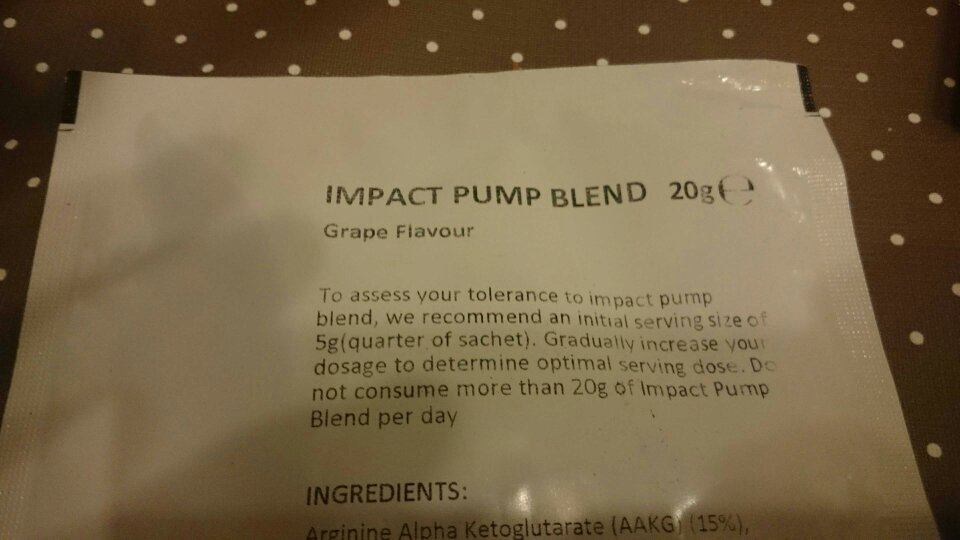 IMPACT PUMP BLEND 20g ℮
Grape Flavour
To assess your tolerance to impact pump
blend, we recommend an initial serving size of
5g(quarter of sachet). Gradually increase your
dosage to determine optimal serving dose. Do
not consume more than 20g of Impact Pump
Blend per day
INGREDIENTS:
Arginine Alpha Ketoglutarate (AAKG) (15%),